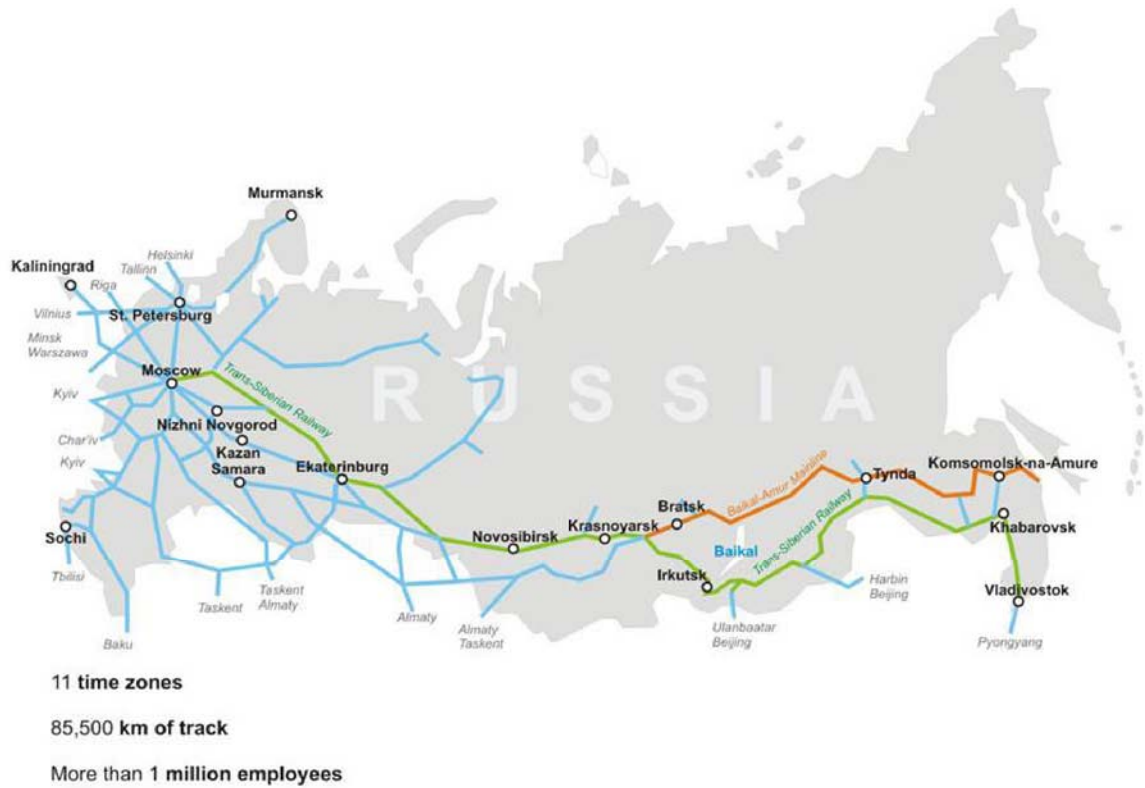 Murmansk
Helsinki
Tallinn
Kaliningrad
Riga
Vilnius
St. Petersburg
Minsk
Warszawa
Moscow
Trans-Siberian Railway
RUSSIA
Kyiv
Nizhni Novgorod
Char'iv
Kazan
Kyiv
Samara
Ekaterinburg
Baikal-Amur Mainline
Komsomolsk-na-Amure
Tynda
Bratsk
Trans-Siberian Railway
Krasnoyarsk
Khabarovsk
Novosibirsk
Sochi
Baikal
Irkutsk
Tbilisi
Harbin
Beijing
Vladivostok
Taskent
Almaty
Taskent
Almaty
Almaty
Taskent
Ulanbaatar
Beijing
Baku
Pyongyang
11 time zones
85,500 km of track
More than 1 million employees